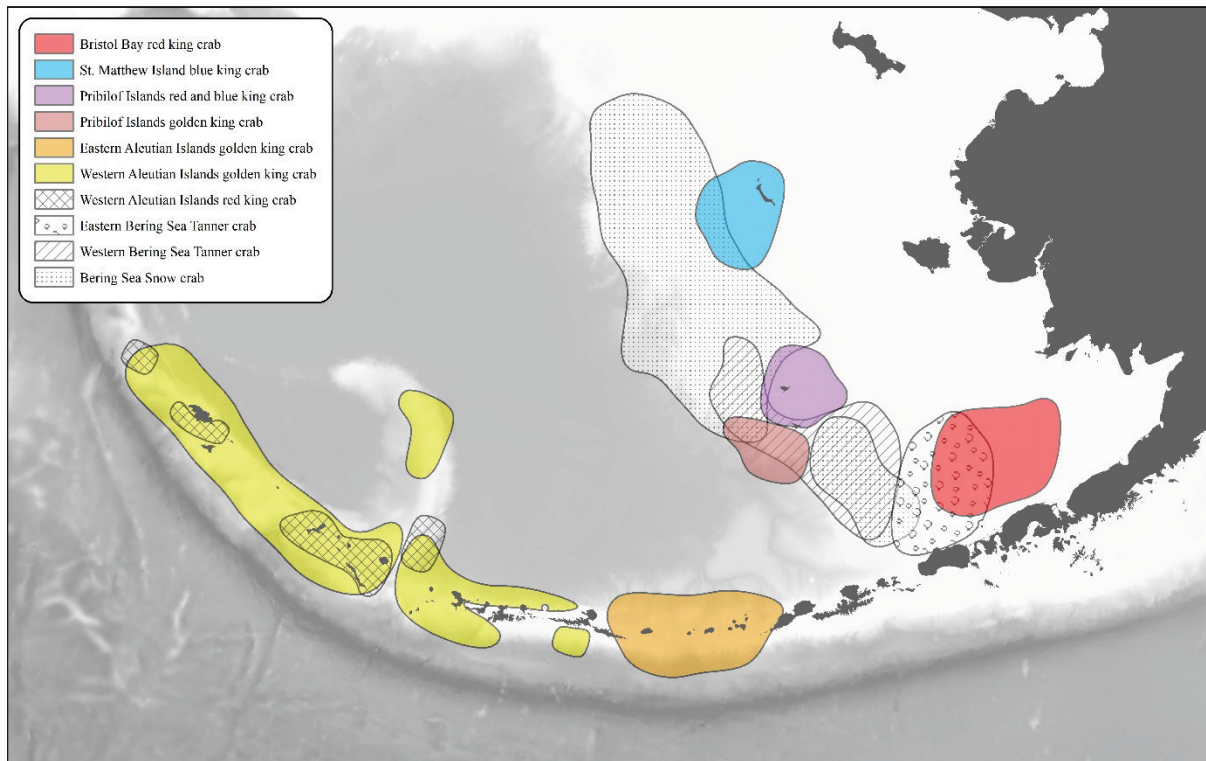 Bristol Bay red king crab
St. Matthew Island blue king crab
Pribilof Islands red and blue king crab
Pribilof Islands golden king crab
Eastern Aleutian Islands golden king crab
Western Aleutian Islands golden king crab
Western Aleutian Islands red king crab
Eastern Bering Sea Tanner crab
Western Bering Sea Tanner crab
Bering Sea Snow crab